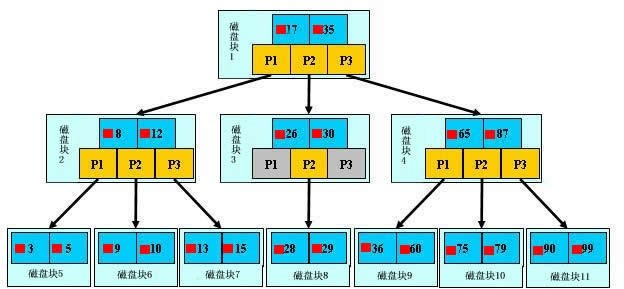 磁盘块1
17 35
P1 P2 P3
磁盘块2
8 12
P1 P2 P3
磁盘块3
26 30
P1 P2 P3
磁盘块4
65 87
P1 P2 P3
3 5
磁盘块5
9 10
磁盘块6
13 15
磁盘块7
28 29
磁盘块8
36 60
磁盘块9
75 79
磁盘块10
90 99
磁盘块11